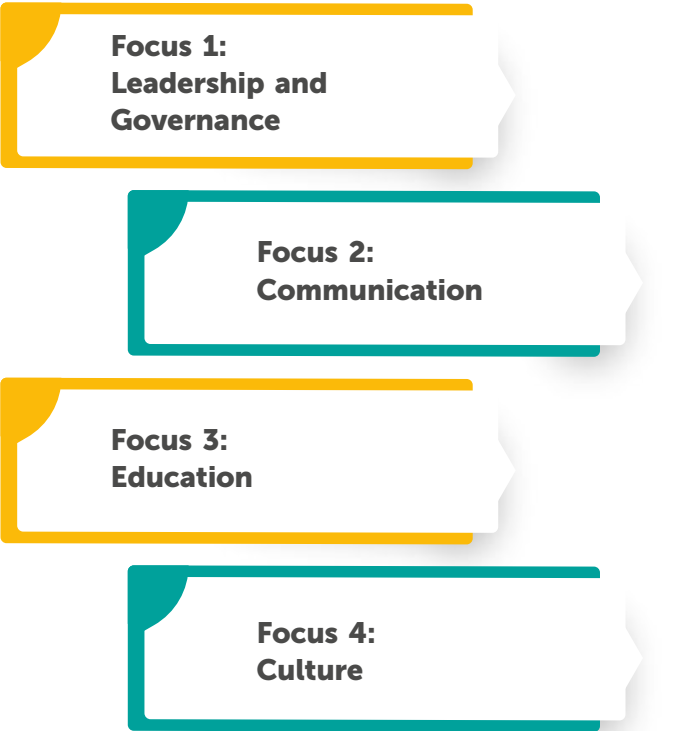 Focus 1:
Leadership and
Governance
Focus 2:
Communication
Focus 3:
Education
Focus 4:
Culture